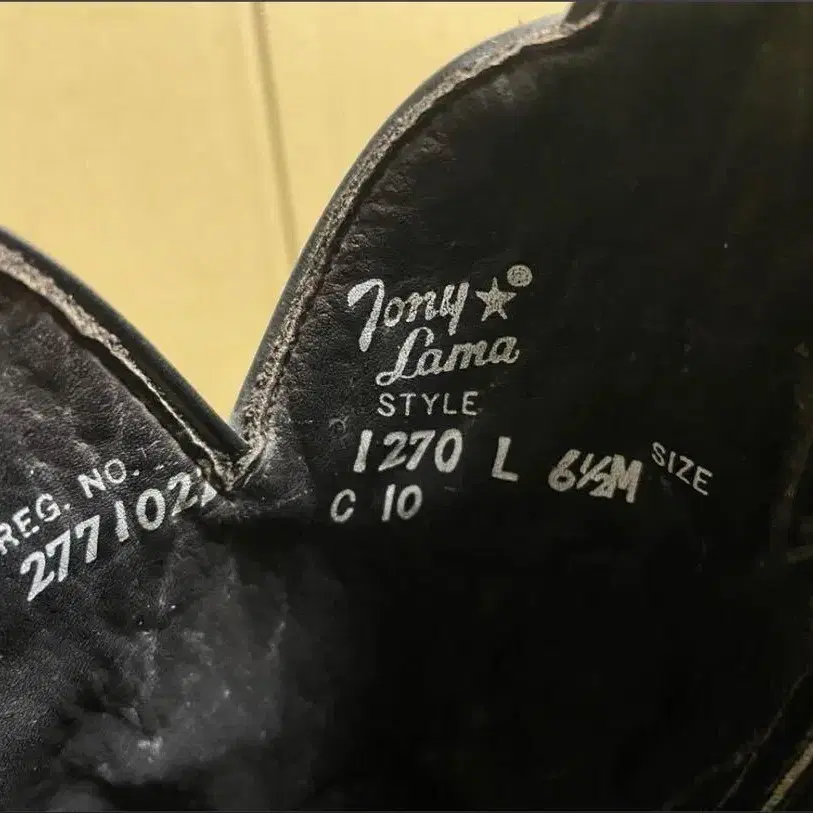 Tony Lama ®
STYLE
1270 L 6½M SIZE
C 10
REG. NO.